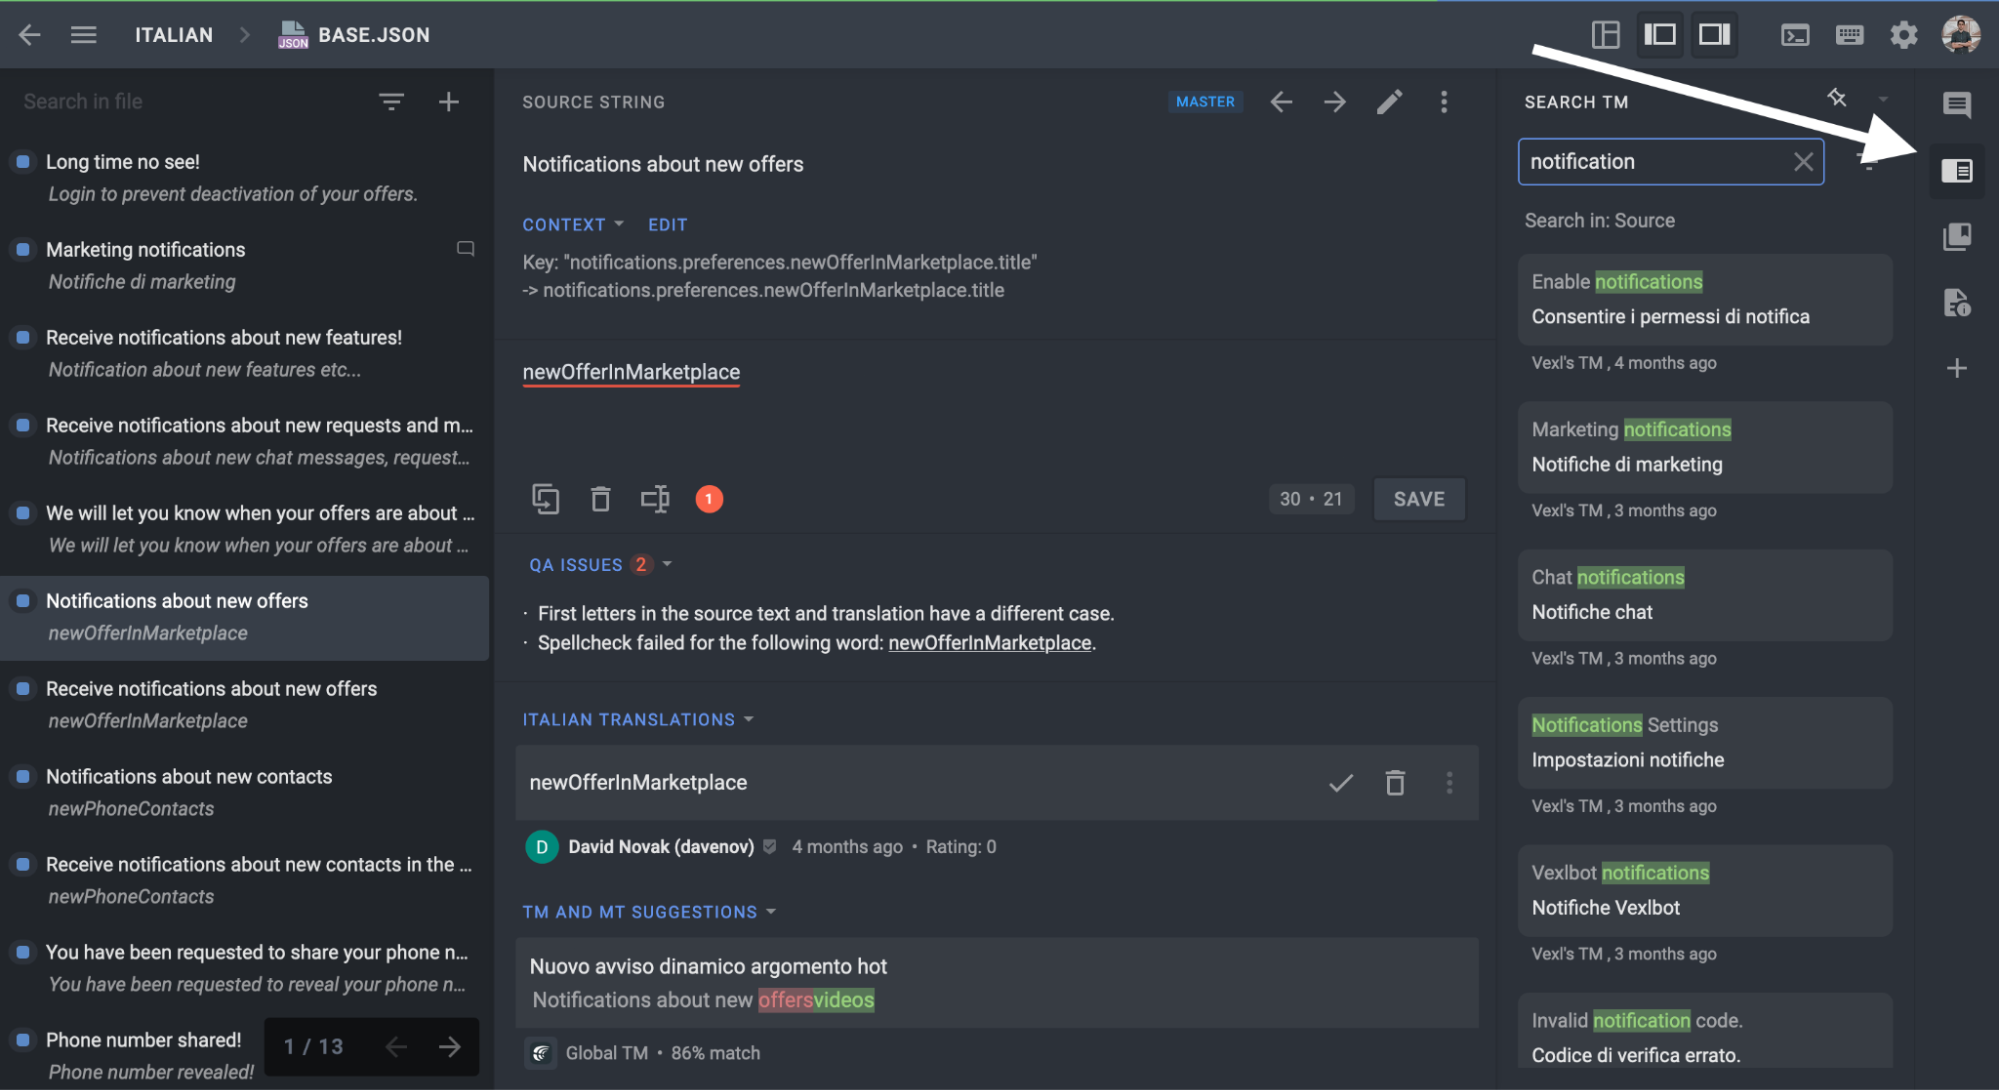 ITALIAN
JSON
BASE.JSON
Search in file
Long time no see!
Login to prevent deactivation of your offers.
Marketing notifications
Notifiche di marketing
Receive notifications about new features!
Notification about new features etc...
Receive notifications about new requests and m...
Notifications about new chat messages, request...
We will let you know when your offers are about ...
We will let you know when your offers are about ...
Notifications about new offers
newOfferInMarketplace
Receive notifications about new offers
newOfferInMarketplace
Notifications about new contacts
newPhoneContacts
Receive notifications about new contacts in the ...
newPhoneContacts
You have been requested to share your phone n...
You have been requested to reveal your phone n...
Phone number shared!
Phone number revealed!
1 / 13
SOURCE STRING
MASTER
Notifications about new offers
CONTEXT
EDIT
Key: "notifications.preferences.newOfferInMarketplace.title"
-> notifications.preferences.newOfferInMarketplace.title
newOfferInMarketplace
1
30 • 21
SAVE
QA ISSUES 2
· First letters in the source text and translation have a different case.
· Spellcheck failed for the following word: newOfferInMarketplace.
ITALIAN TRANSLATIONS
newOfferInMarketplace
D
David Novak (davenov)
4 months ago • Rating: 0
TM AND MT SUGGESTIONS
Nuovo avviso dinamico argomento hot
Notifications about new offersvideos
Global TM • 86% match
SEARCH TM
notification
Search in: Source
Enable notifications
Consentire i permessi di notifica
Vexl's TM , 4 months ago
Marketing notifications
Notifiche di marketing
Vexl's TM , 3 months ago
Chat notifications
Notifiche chat
Vexl's TM , 3 months ago
Notifications Settings
Impostazioni notifiche
Vexl's TM , 3 months ago
Vexlbot notifications
Notifiche Vexlbot
Vexl's TM , 3 months ago
Invalid notification code.
Codice di verifica errato.